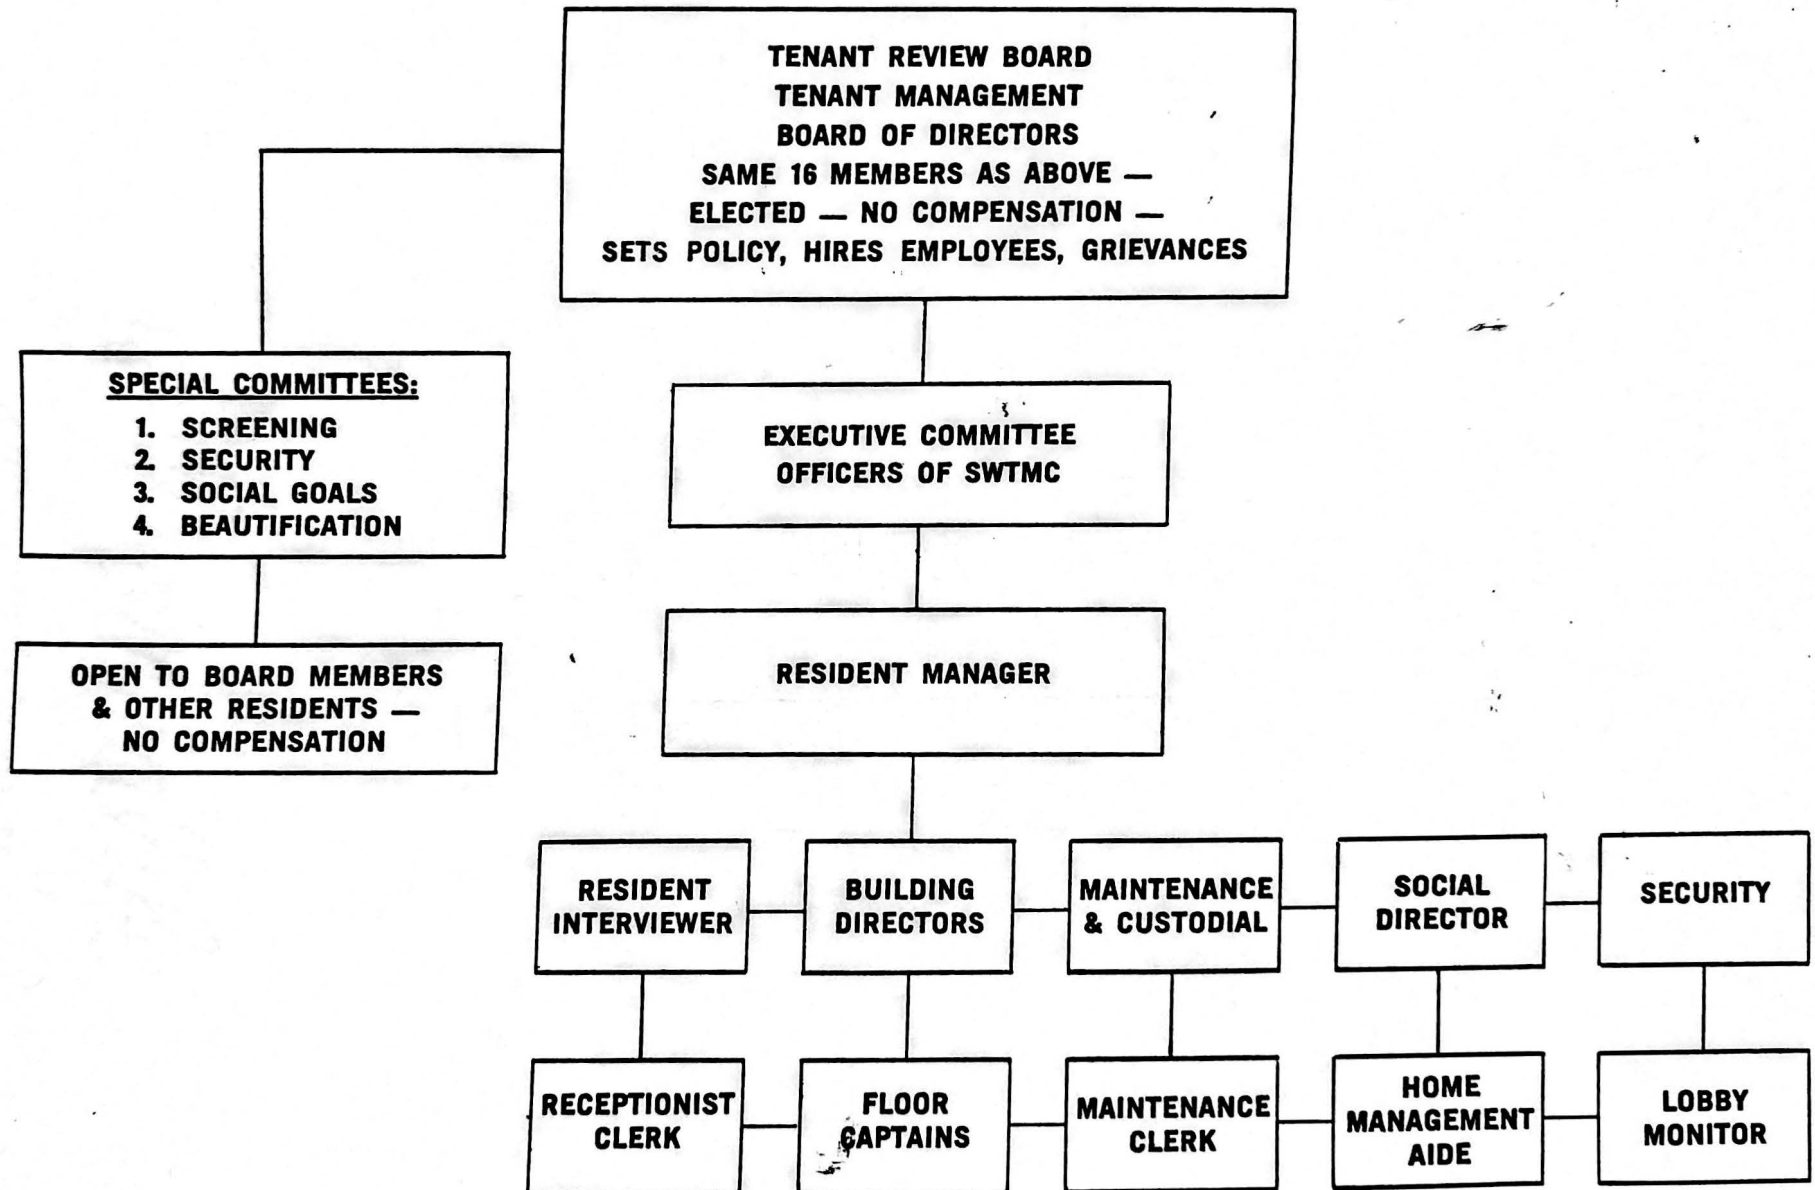 TENANT REVIEW BOARD
TENANT MANAGEMENT
BOARD OF DIRECTORS
SAME 16 MEMBERS AS ABOVE —
ELECTED — NO COMPENSATION —
SETS POLICY, HIRES EMPLOYEES, GRIEVANCES
SPECIAL COMMITTEES:
1. SCREENING
2. SECURITY
3. SOCIAL GOALS
4. BEAUTIFICATION
OPEN TO BOARD MEMBERS
& OTHER RESIDENTS —
NO COMPENSATION
EXECUTIVE COMMITTEE
OFFICERS OF SWTMC
RESIDENT MANAGER
RESIDENT
INTERVIEWER
BUILDING
DIRECTORS
MAINTENANCE
& CUSTODIAL
SOCIAL
DIRECTOR
SECURITY
RECEPTIONIST
CLERK
FLOOR
CAPTAINS
MAINTENANCE
CLERK
HOME
MANAGEMENT
AIDE
LOBBY
MONITOR